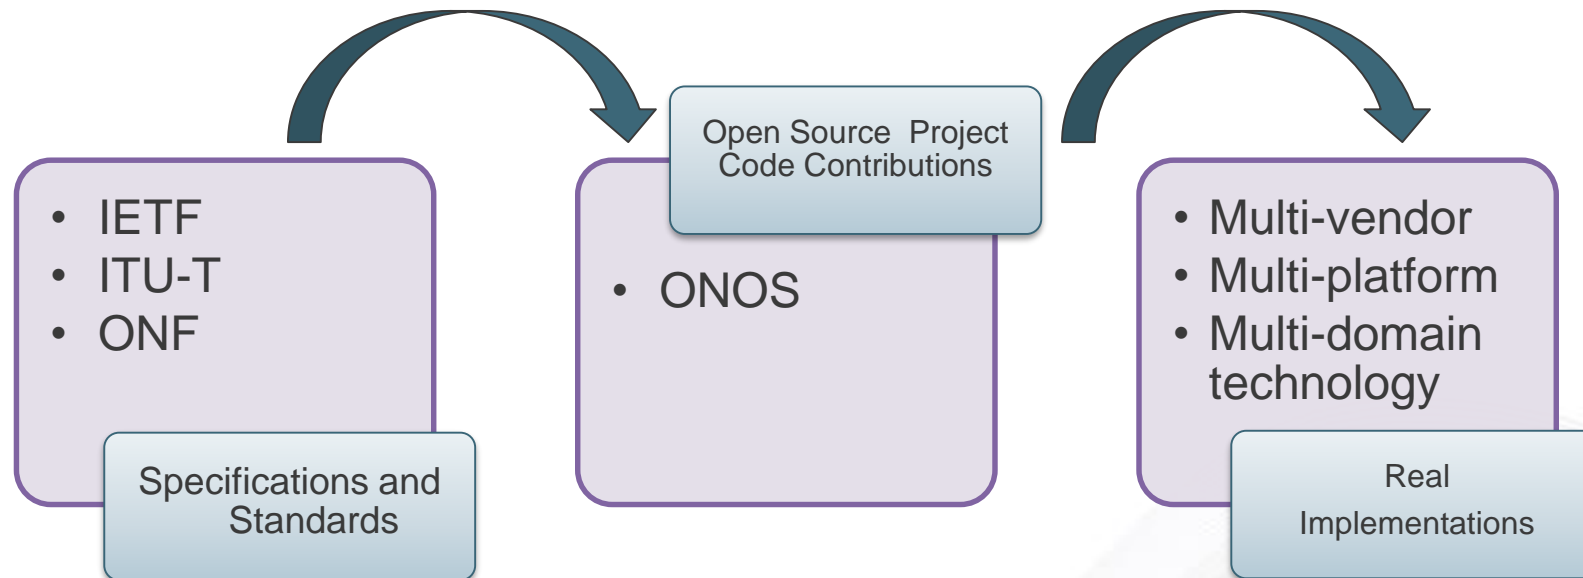 • IETF
• ITU-T
• ONF
Specifications and
Standards
Open Source Project
Code Contributions
• ONOS
• Multi-vendor
• Multi-platform
• Multi-domain
technology
Real
Implementations